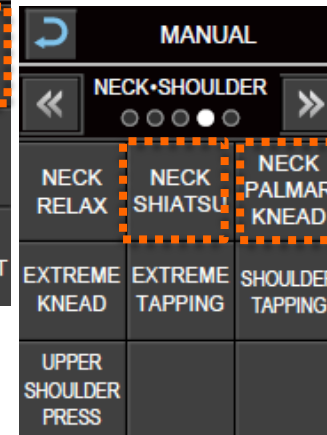 MANUAL
NECK•SHOULDER
NECK
RELAX
NECK
SHIATSU
NECK
PALMAR
KNEAD
T
EXTREME
KNEAD
EXTREME
TAPPING
SHOULDER
TAPPING
UPPER
SHOULDER
PRESS